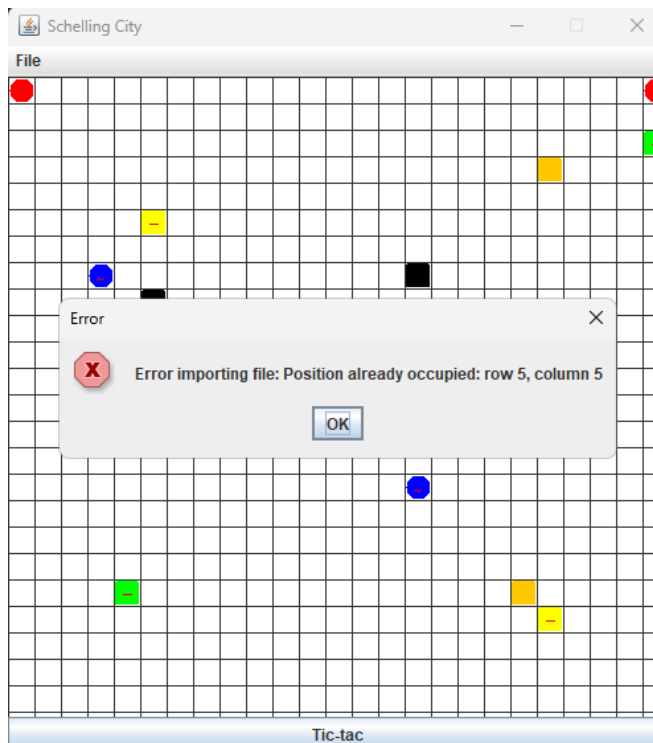 Schelling City
File
Error
Error importing file: Position already occupied: row 5, column 5
OK
Tic-tac